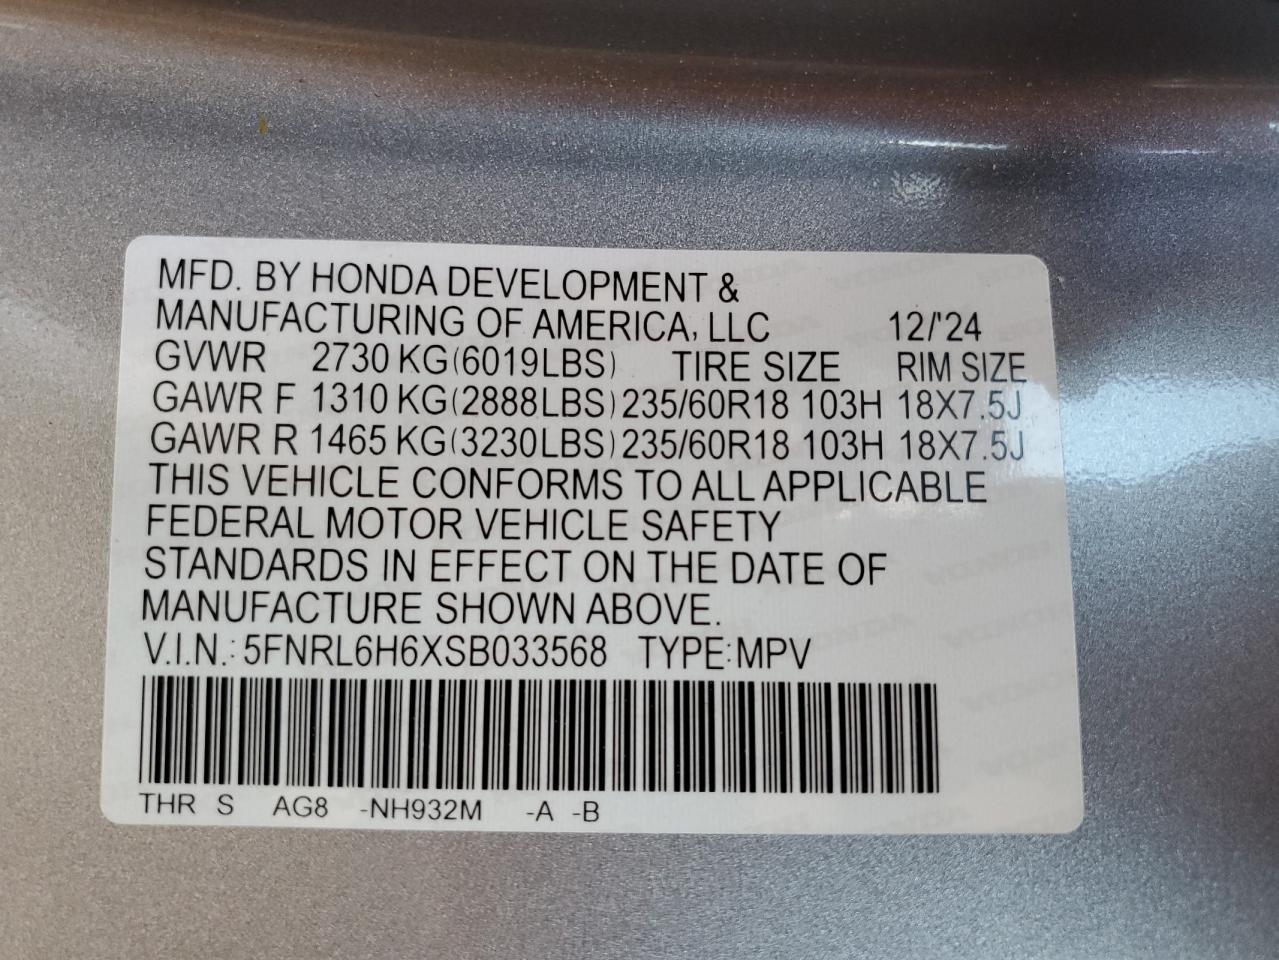 MFD. BY HONDA DEVELOPMENT &
MANUFACTURING OF AMERICA, LLC 12/'24
GVWR 2730 KG(6019LBS) TIRE SIZE RIM SIZE
GAWR F 1310 KG(2888LBS) 235/60R18 103H 18X7.5J
GAWR R 1465 KG(3230LBS) 235/60R18 103H 18X7.5J
THIS VEHICLE CONFORMS TO ALL APPLICABLE
FEDERAL MOTOR VEHICLE SAFETY
STANDARDS IN EFFECT ON THE DATE OF
MANUFACTURE SHOWN ABOVE.
V.I.N.: 5FNRL6H6XSB033568 TYPE:MPV
THR S AG8 -NH932M -A -B